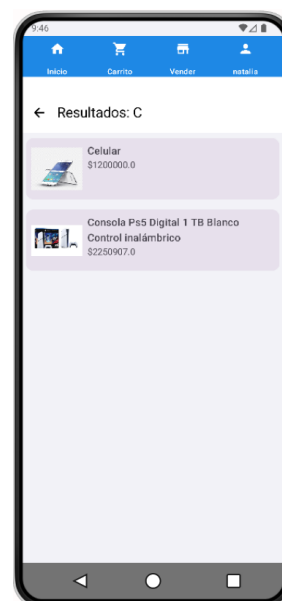 9:46
Inicio Carrito Vender natalia
Resultados: C
Celular
$1200000.0
Consola Ps5 Digital 1 TB Blanco
Control inalámbrico
$2250907.0